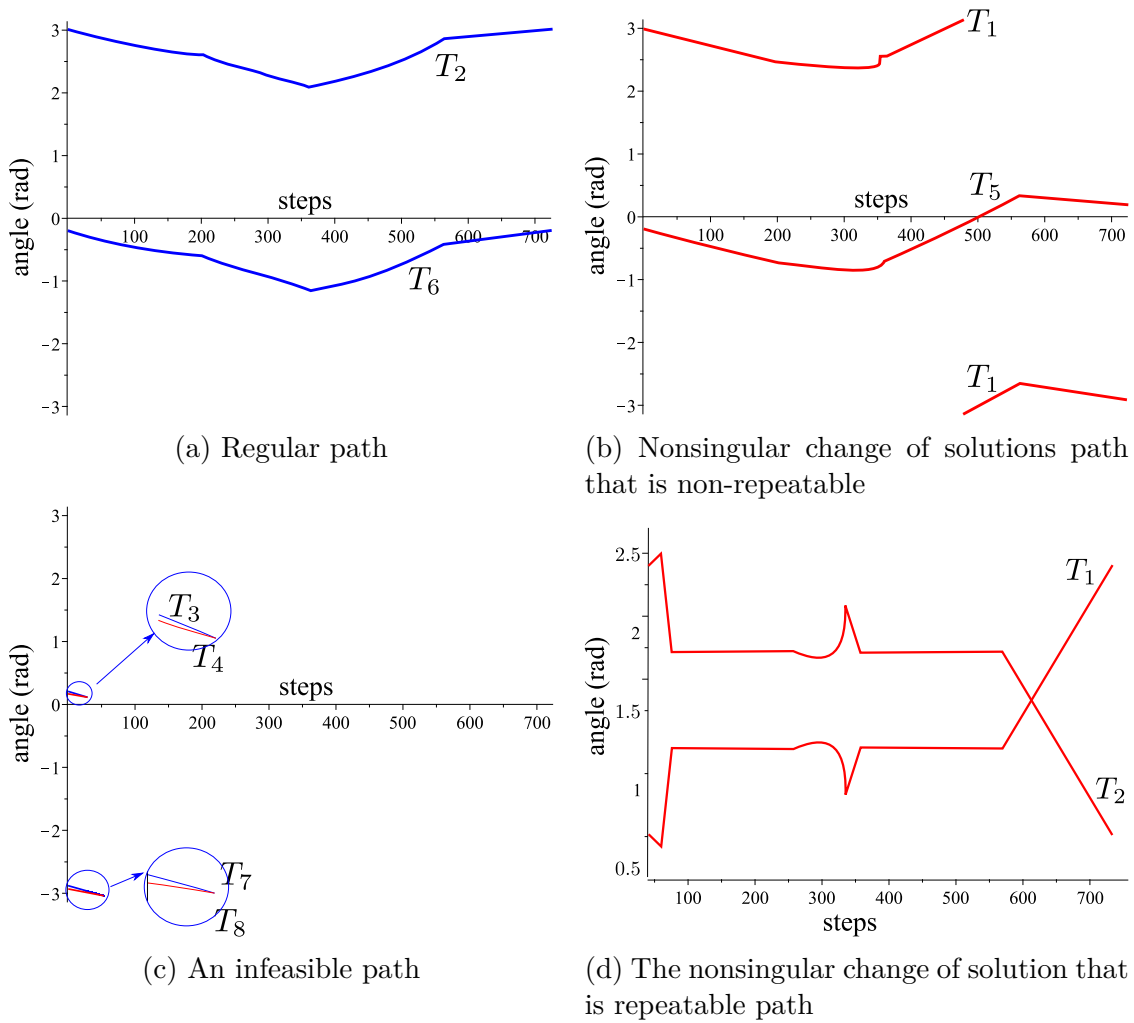 3
2
1
0
−1
−2
−3
angle (rad)
steps
100 200 300 400 500 600 700
T2
T6
(a) Regular path
3
2
1
0
−1
−2
−3
angle (rad)
steps
100 200 300 400 500 600 700
T1
T5
T1
(b) Nonsingular change of solutions path
that is non-repeatable
3
2
1
0
−1
−2
−3
angle (rad)
steps
100 200 300 400 500 600 700
T3
T4
T7
T8
(c) An infeasible path
2.5
2
1.5
1
0.5
angle (rad)
T1
T2
100 200 300 400 500 600 700
steps
(d) The nonsingular change of solution that
is repeatable path